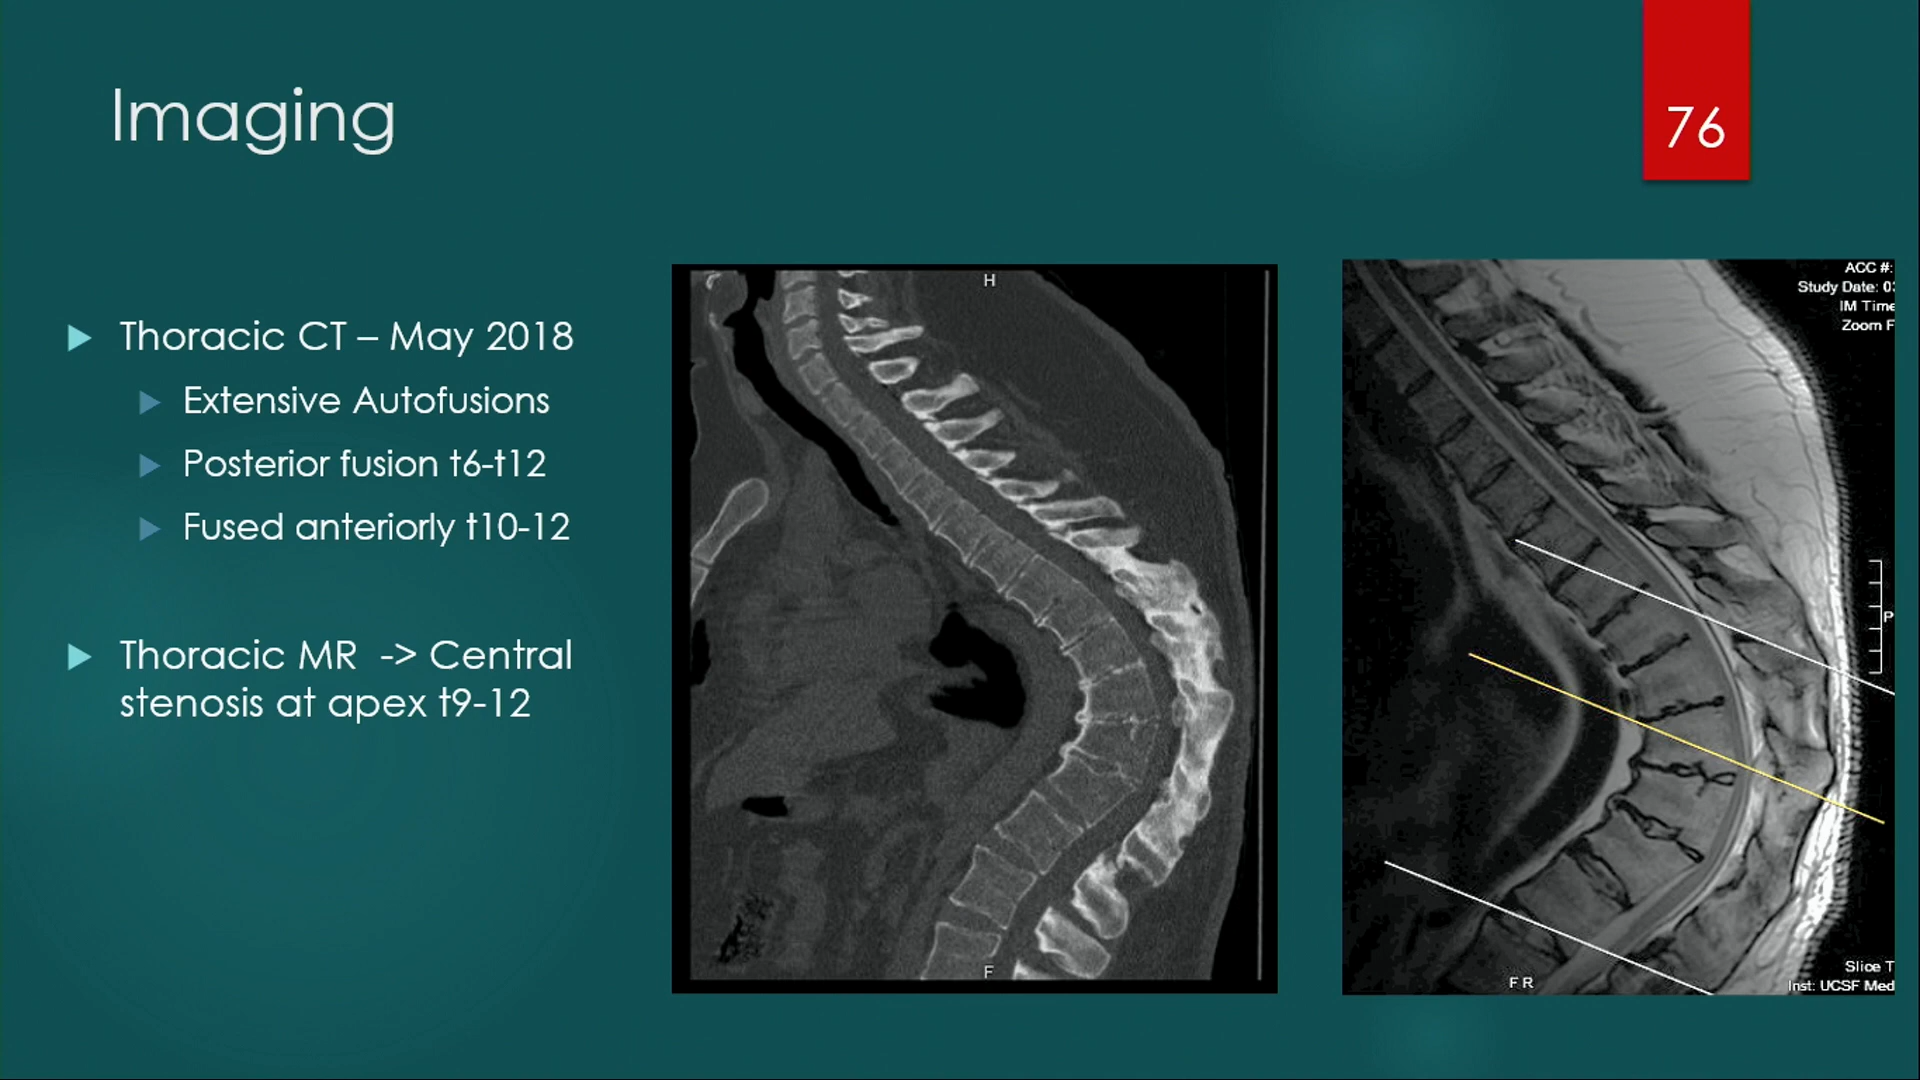 Imaging
76
Thoracic CT – May 2018
Extensive Autofusions
Posterior fusion t6-t12
Fused anteriorly t10-12
Thoracic MR -> Central
stenosis at apex t9-12
H
F
ACC #:
Study Date: 03
IM Time
Zoom F
P
F R
Slice T
Inst: UCSF Med